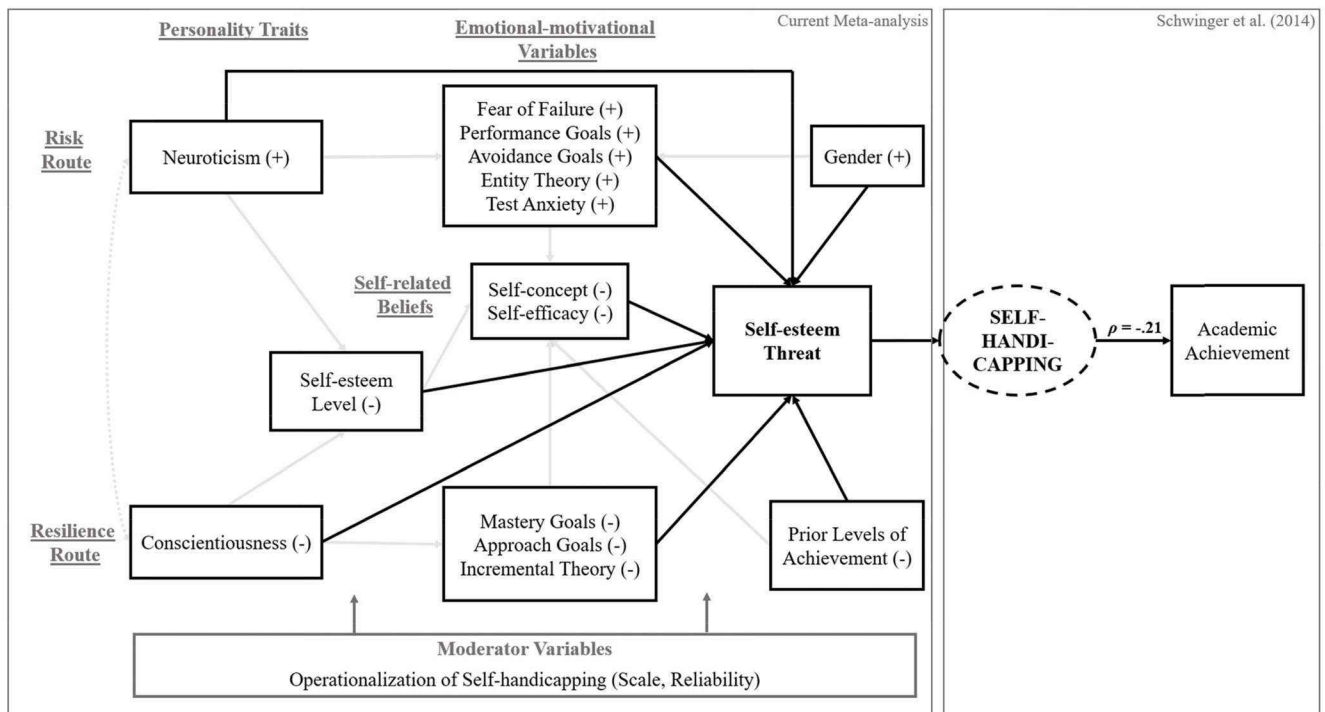 Current Meta-analysis
Schwinger et al. (2014)
Personality Traits
Emotional-motivational
Variables
Risk
Route
Neuroticism (+)
Fear of Failure (+)
Performance Goals (+)
Avoidance Goals (+)
Entity Theory (+)
Test Anxiety (+)
Gender (+)
Self-related
Beliefs
Self-concept (-)
Self-efficacy (-)
Self-esteem
Threat
SELF-
HANDI-
CAPPING
ρ = -.21
Academic
Achievement
Self-esteem
Level (-)
Resilience
Route
Conscientiousness (-)
Mastery Goals (-)
Approach Goals (-)
Incremental Theory (-)
Prior Levels of
Achievement (-)
Moderator Variables
Operationalization of Self-handicapping (Scale, Reliability)